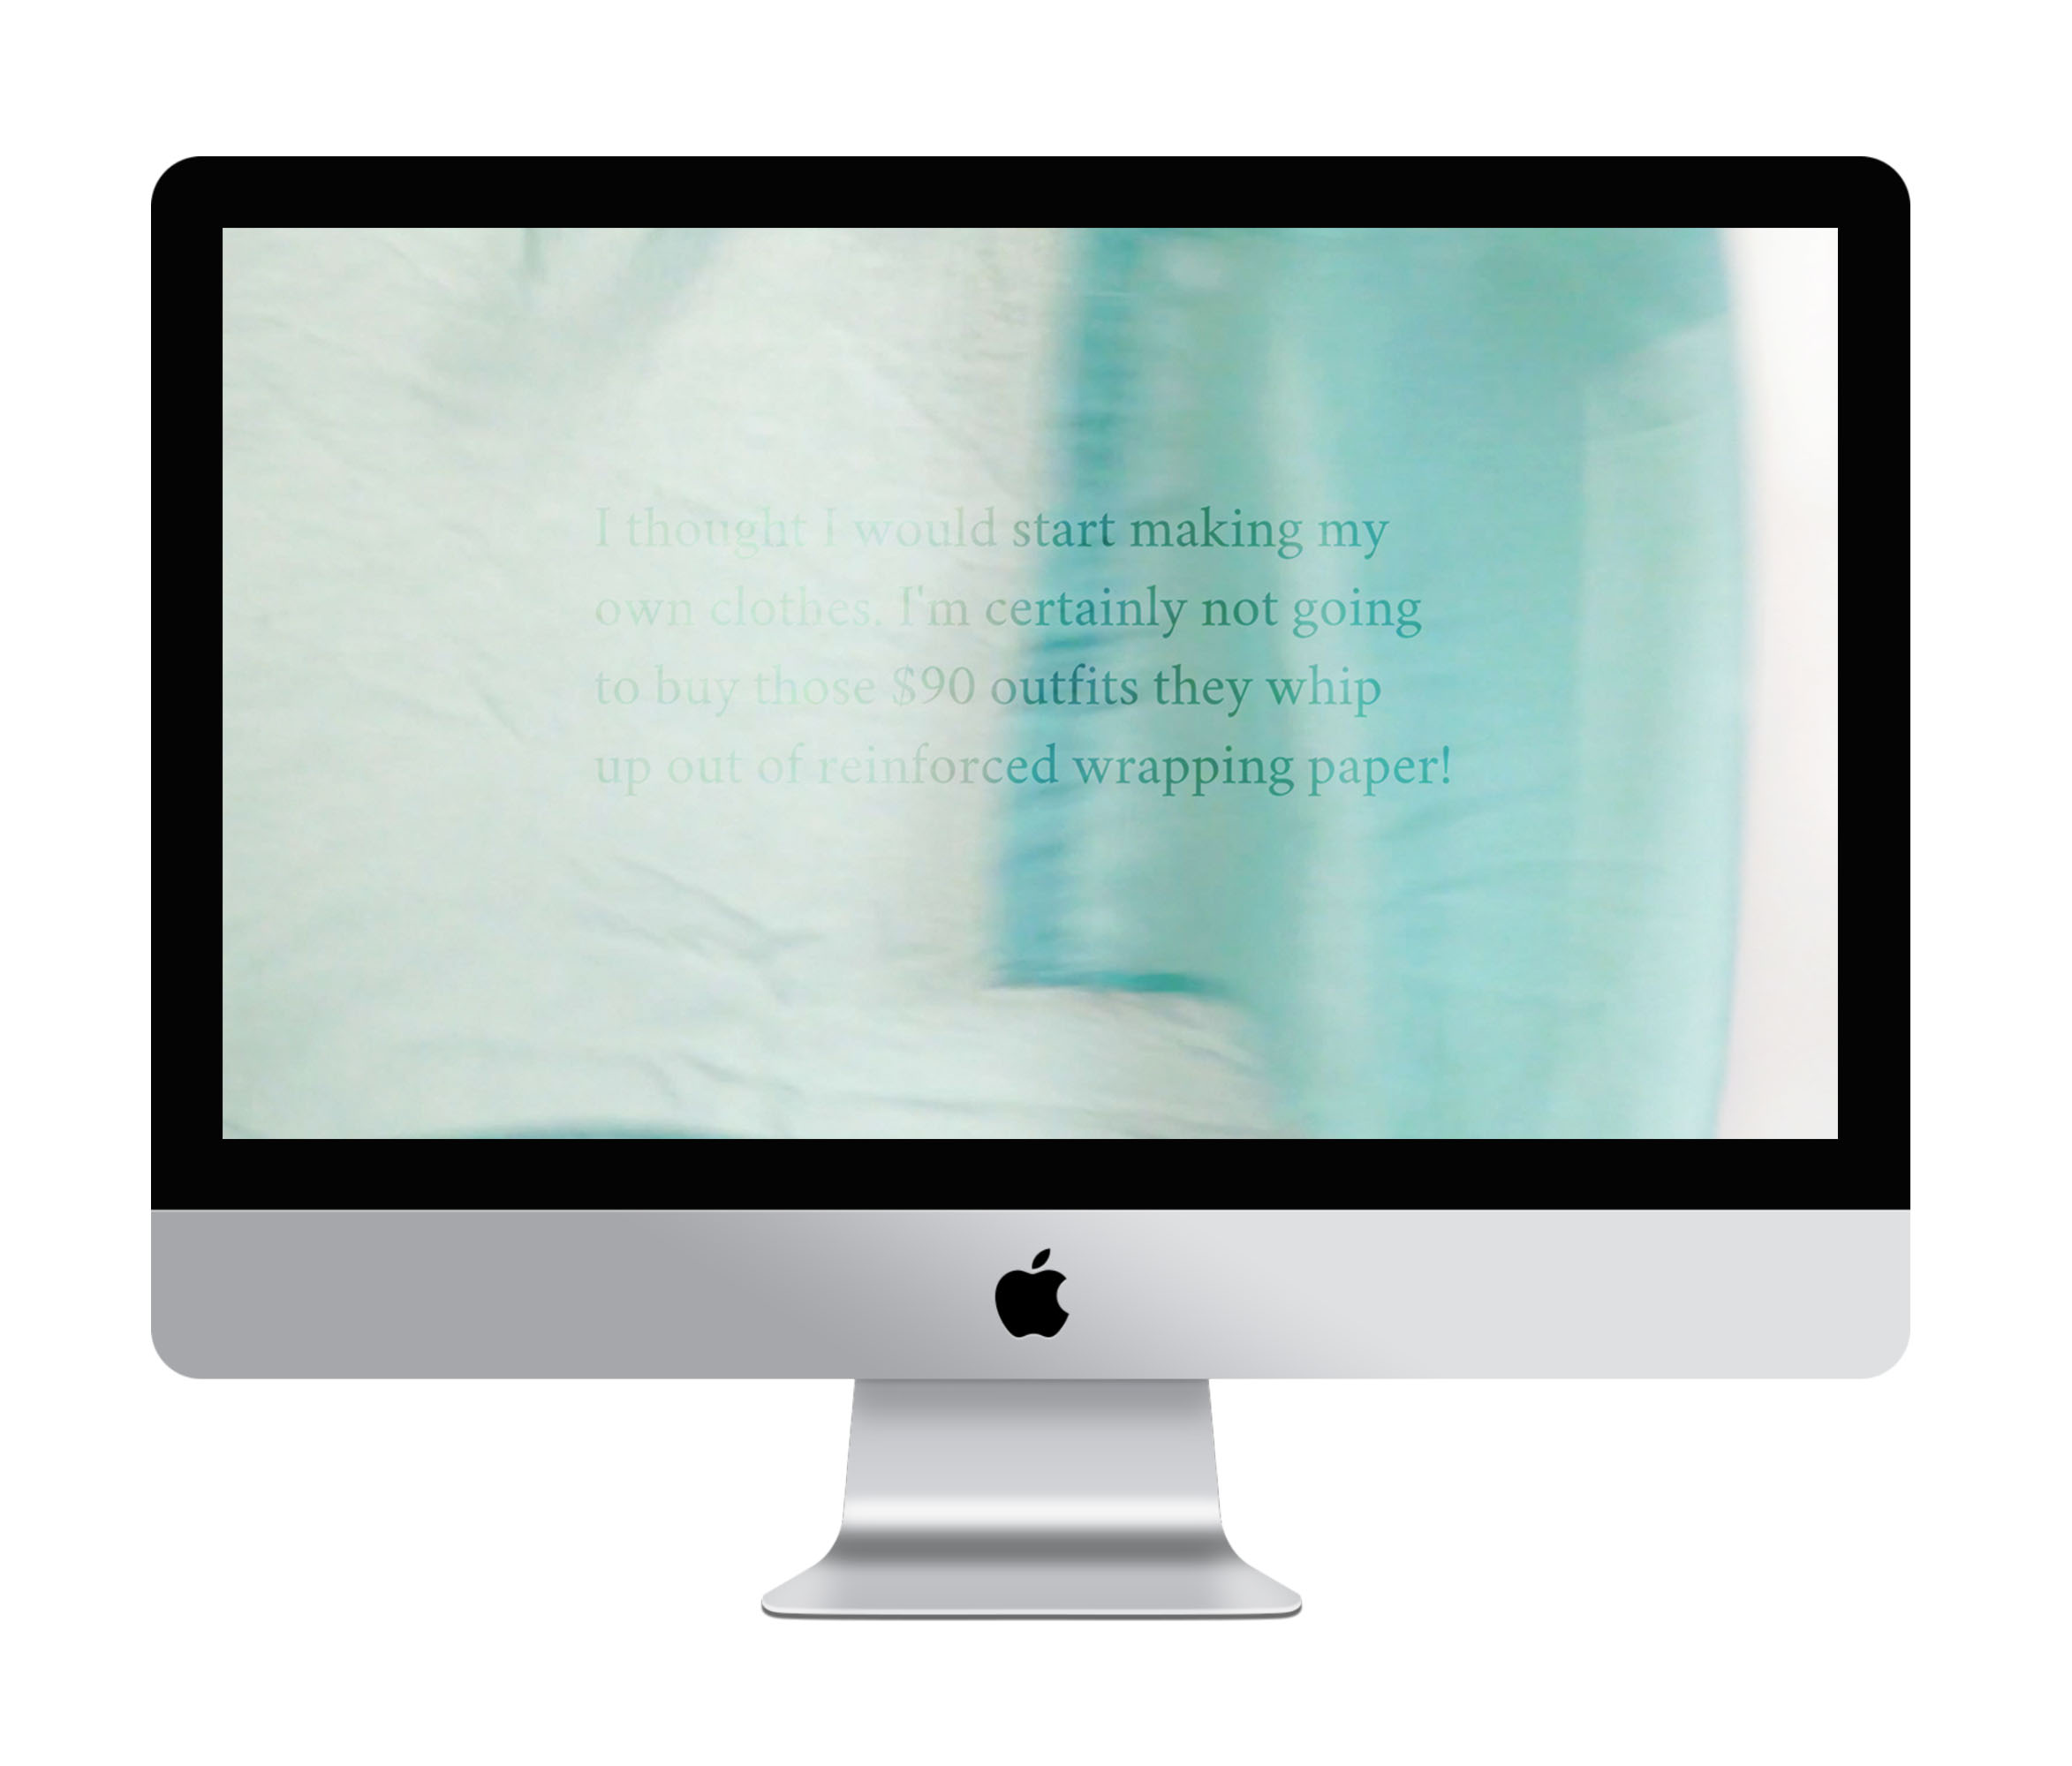 I thought I would start making my
own clothes. I'm certainly not going
to buy those $90 outfits they whip
up out of reinforced wrapping paper!